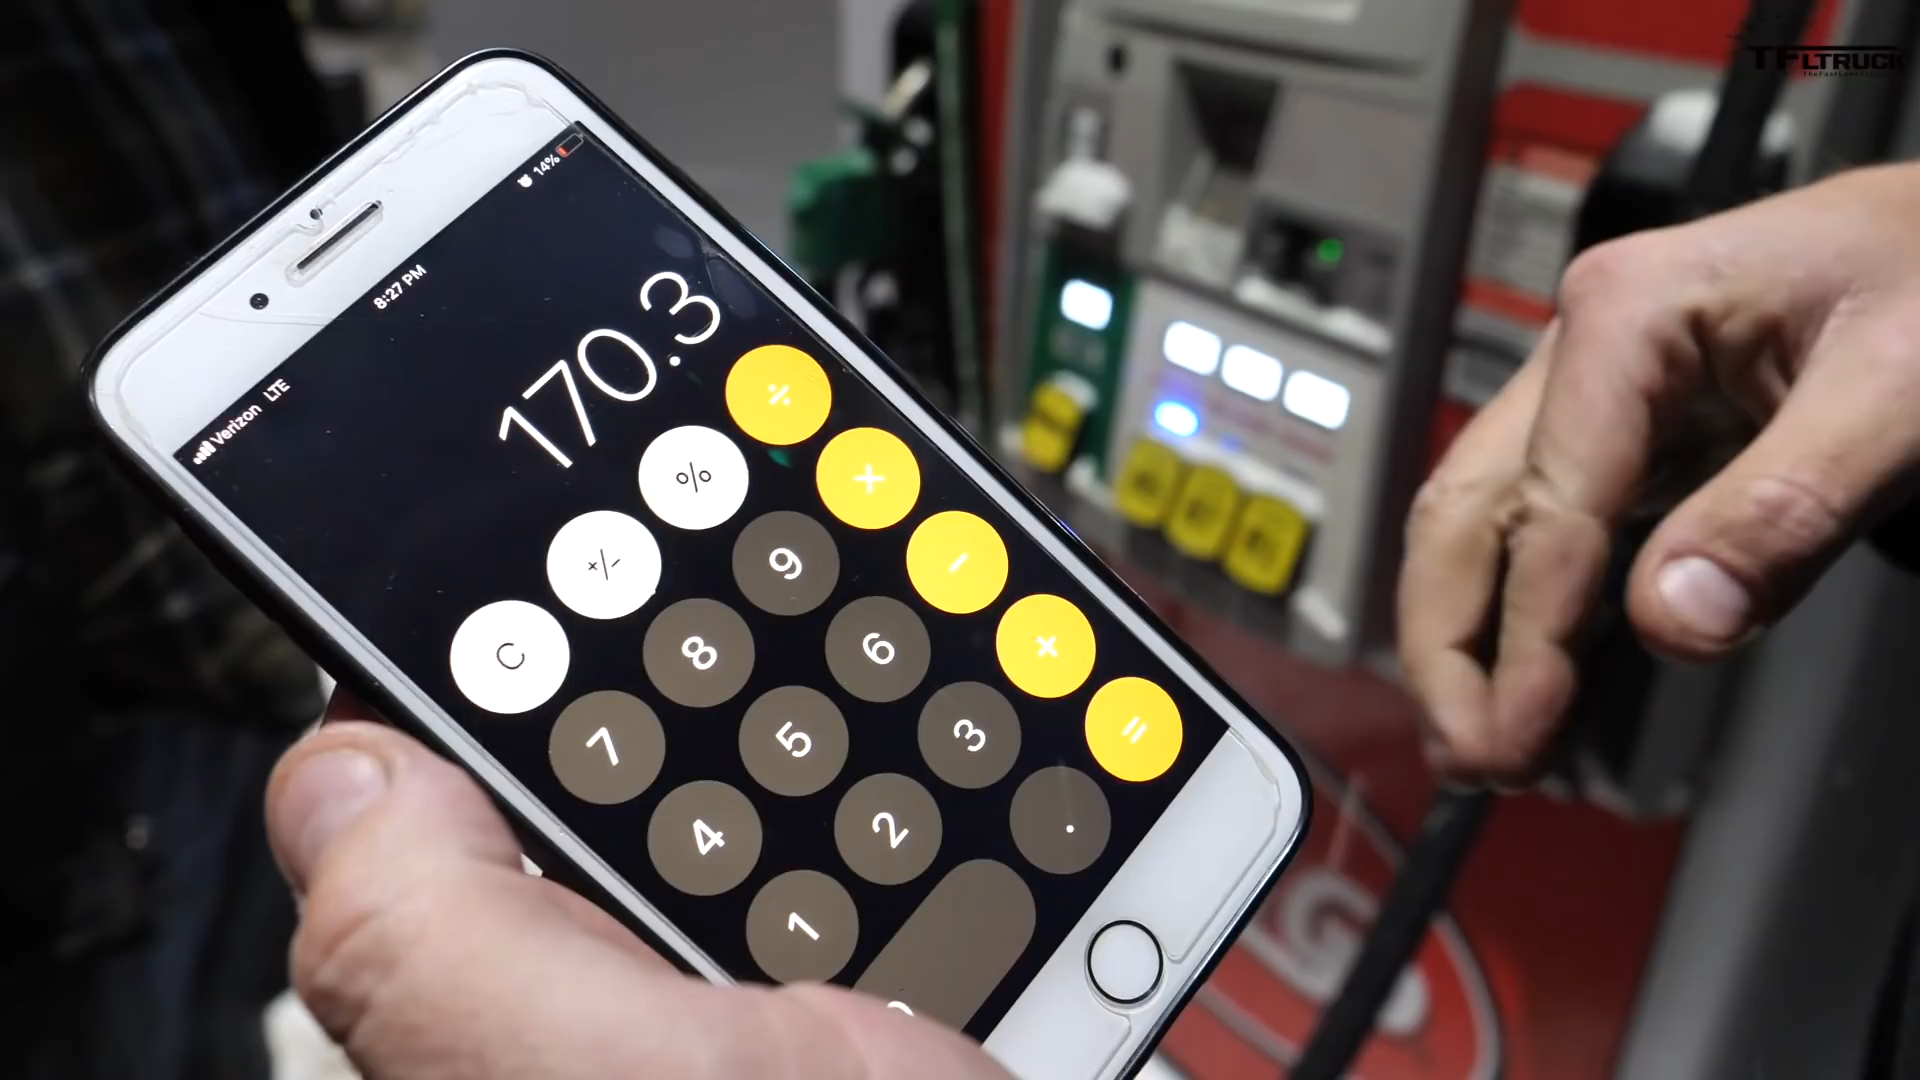 TFLTRUCK
Verizon LTE
8:27 PM
14%
170.3
C +/- % ÷
7 8 9 ×
4 5 6 -
1 2 3 +
. =